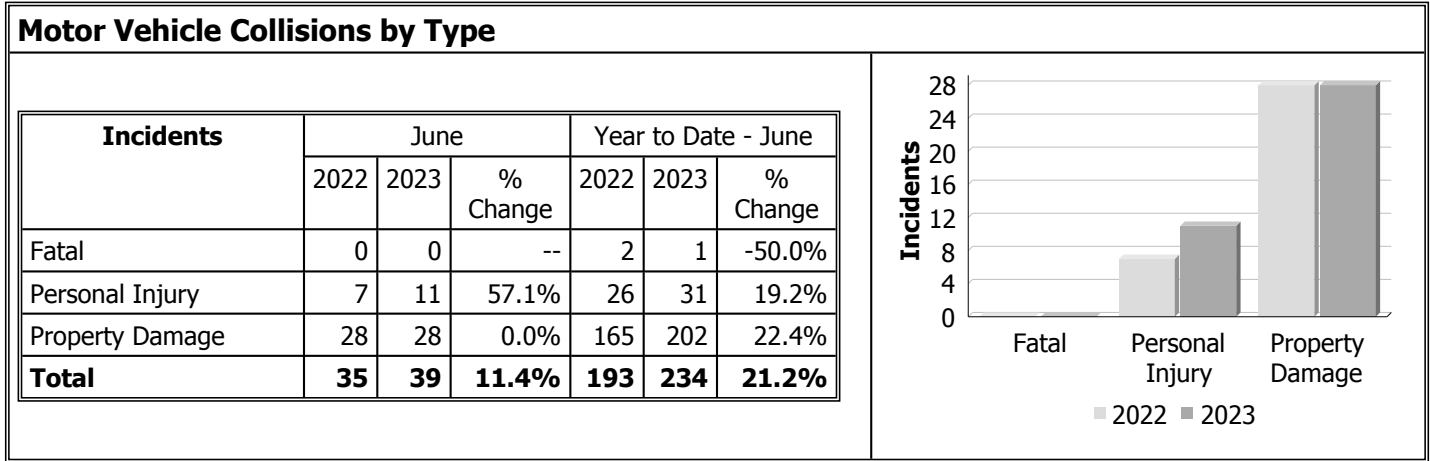 Motor Vehicle Collisions by Type
Incidents June Year to Date - June
2022 2023 % Change 2022 2023 % Change
Fatal 0 0 -- 2 1 -50.0%
Personal Injury 7 11 57.1% 26 31 19.2%
Property Damage 28 28 0.0% 165 202 22.4%
Total 35 39 11.4% 193 234 21.2%
Incidents
28
24
20
16
12
8
4
0
Fatal Personal Injury Property Damage
2022 2023